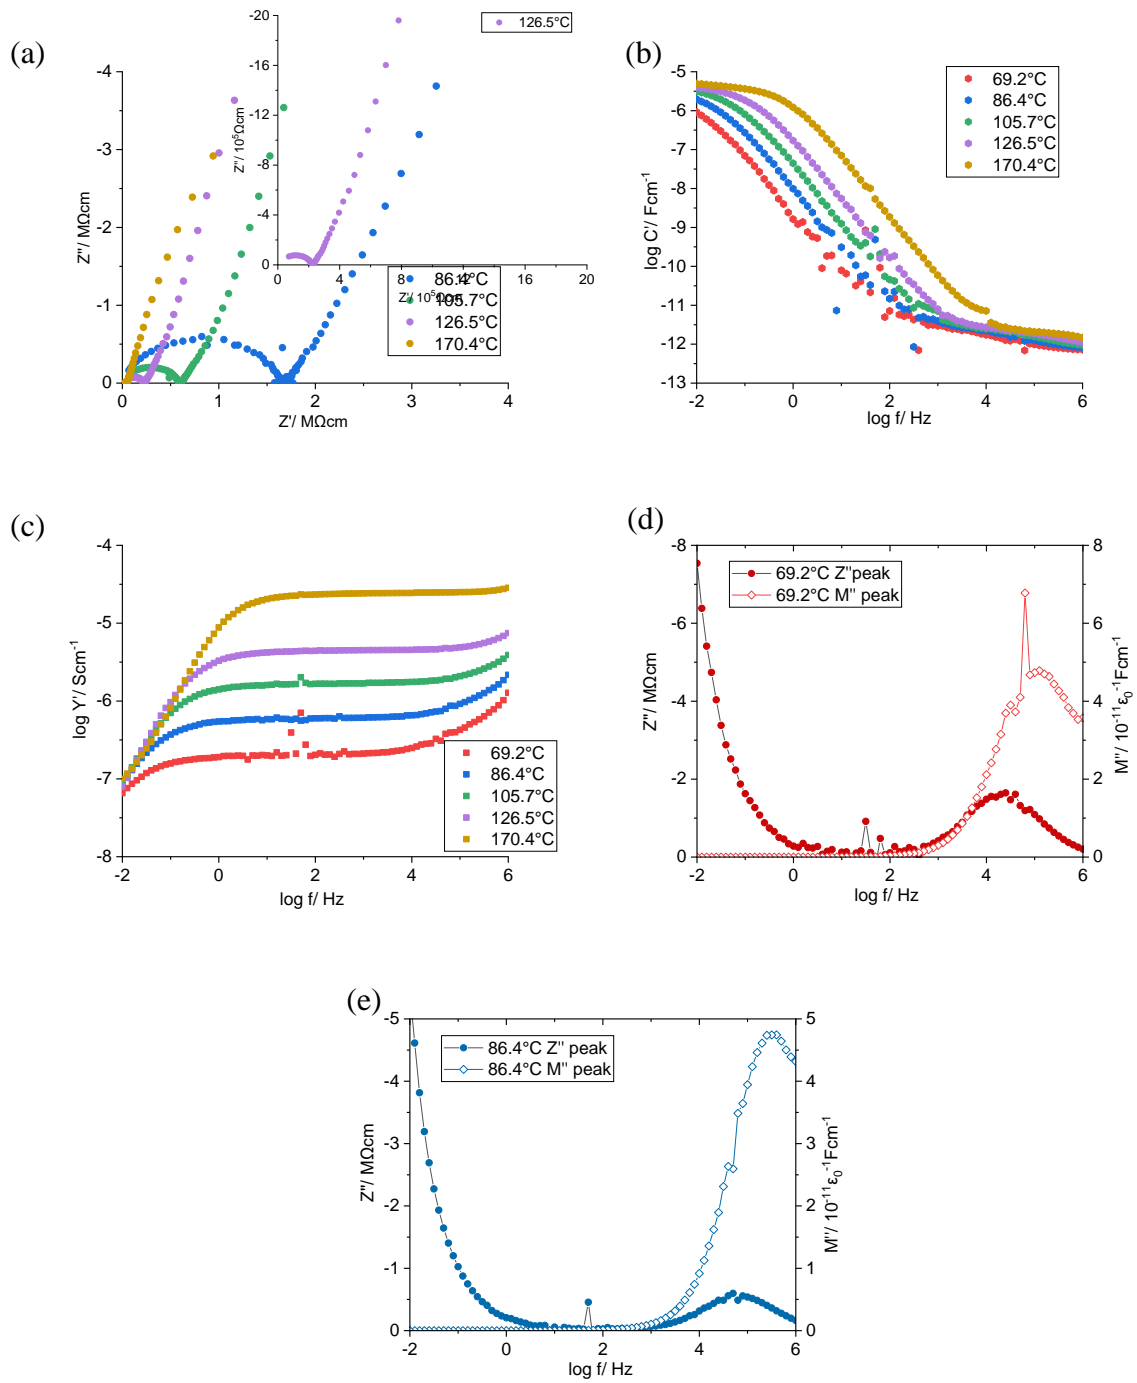 (a)
-20
-16
-12
-8
-4
0
Z''/ 10⁵Ωcm
4
8
12
16
20
Z'/ 10⁵Ωcm
126.5°C
-4
-3
-2
-1
0
Z''/ MΩcm
0
1
2
3
4
Z'/ MΩcm
86.4°C
105.7°C
126.5°C
170.4°C
(b)
-5
-6
-7
-8
-9
-10
-11
-12
-13
log C'/ Fcm⁻¹
-2
0
2
4
6
log f/ Hz
69.2°C
86.4°C
105.7°C
126.5°C
170.4°C
(c)
-4
-5
-6
-7
-8
log Y'/ Scm⁻¹
-2
0
2
4
6
log f/ Hz
69.2°C
86.4°C
105.7°C
126.5°C
170.4°C
(d)
-8
-6
-4
-2
0
Z''/ MΩcm
69.2°C Z''peak
69.2°C M'' peak
8
6
4
2
0
M''/ 10⁻¹¹ε₀⁻¹Fcm⁻¹
-2
0
2
4
6
log f/ Hz
(e)
-5
-4
-3
-2
-1
0
Z''/ MΩcm
86.4°C Z'' peak
86.4°C M'' peak
5
4
3
2
1
0
M''/ 10⁻¹¹ε₀⁻¹Fcm⁻¹
-2
0
2
4
6
log f/ Hz